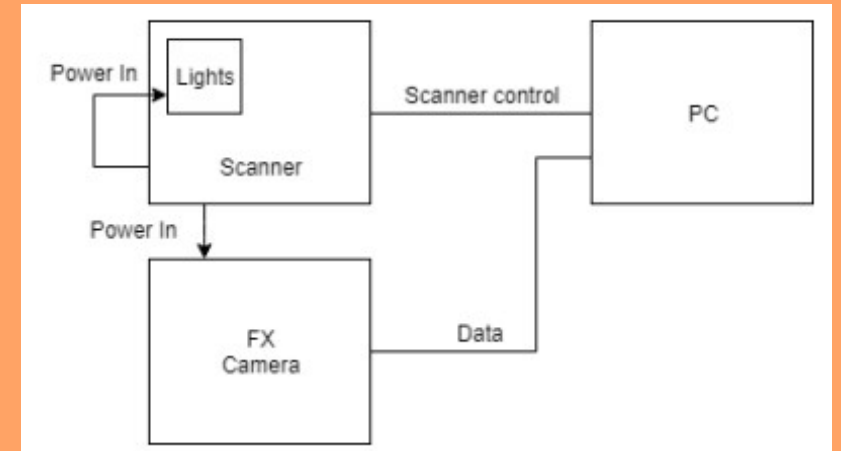 Power In
Lights
Scanner control
PC
Scanner
Power In
FX
Camera
Data